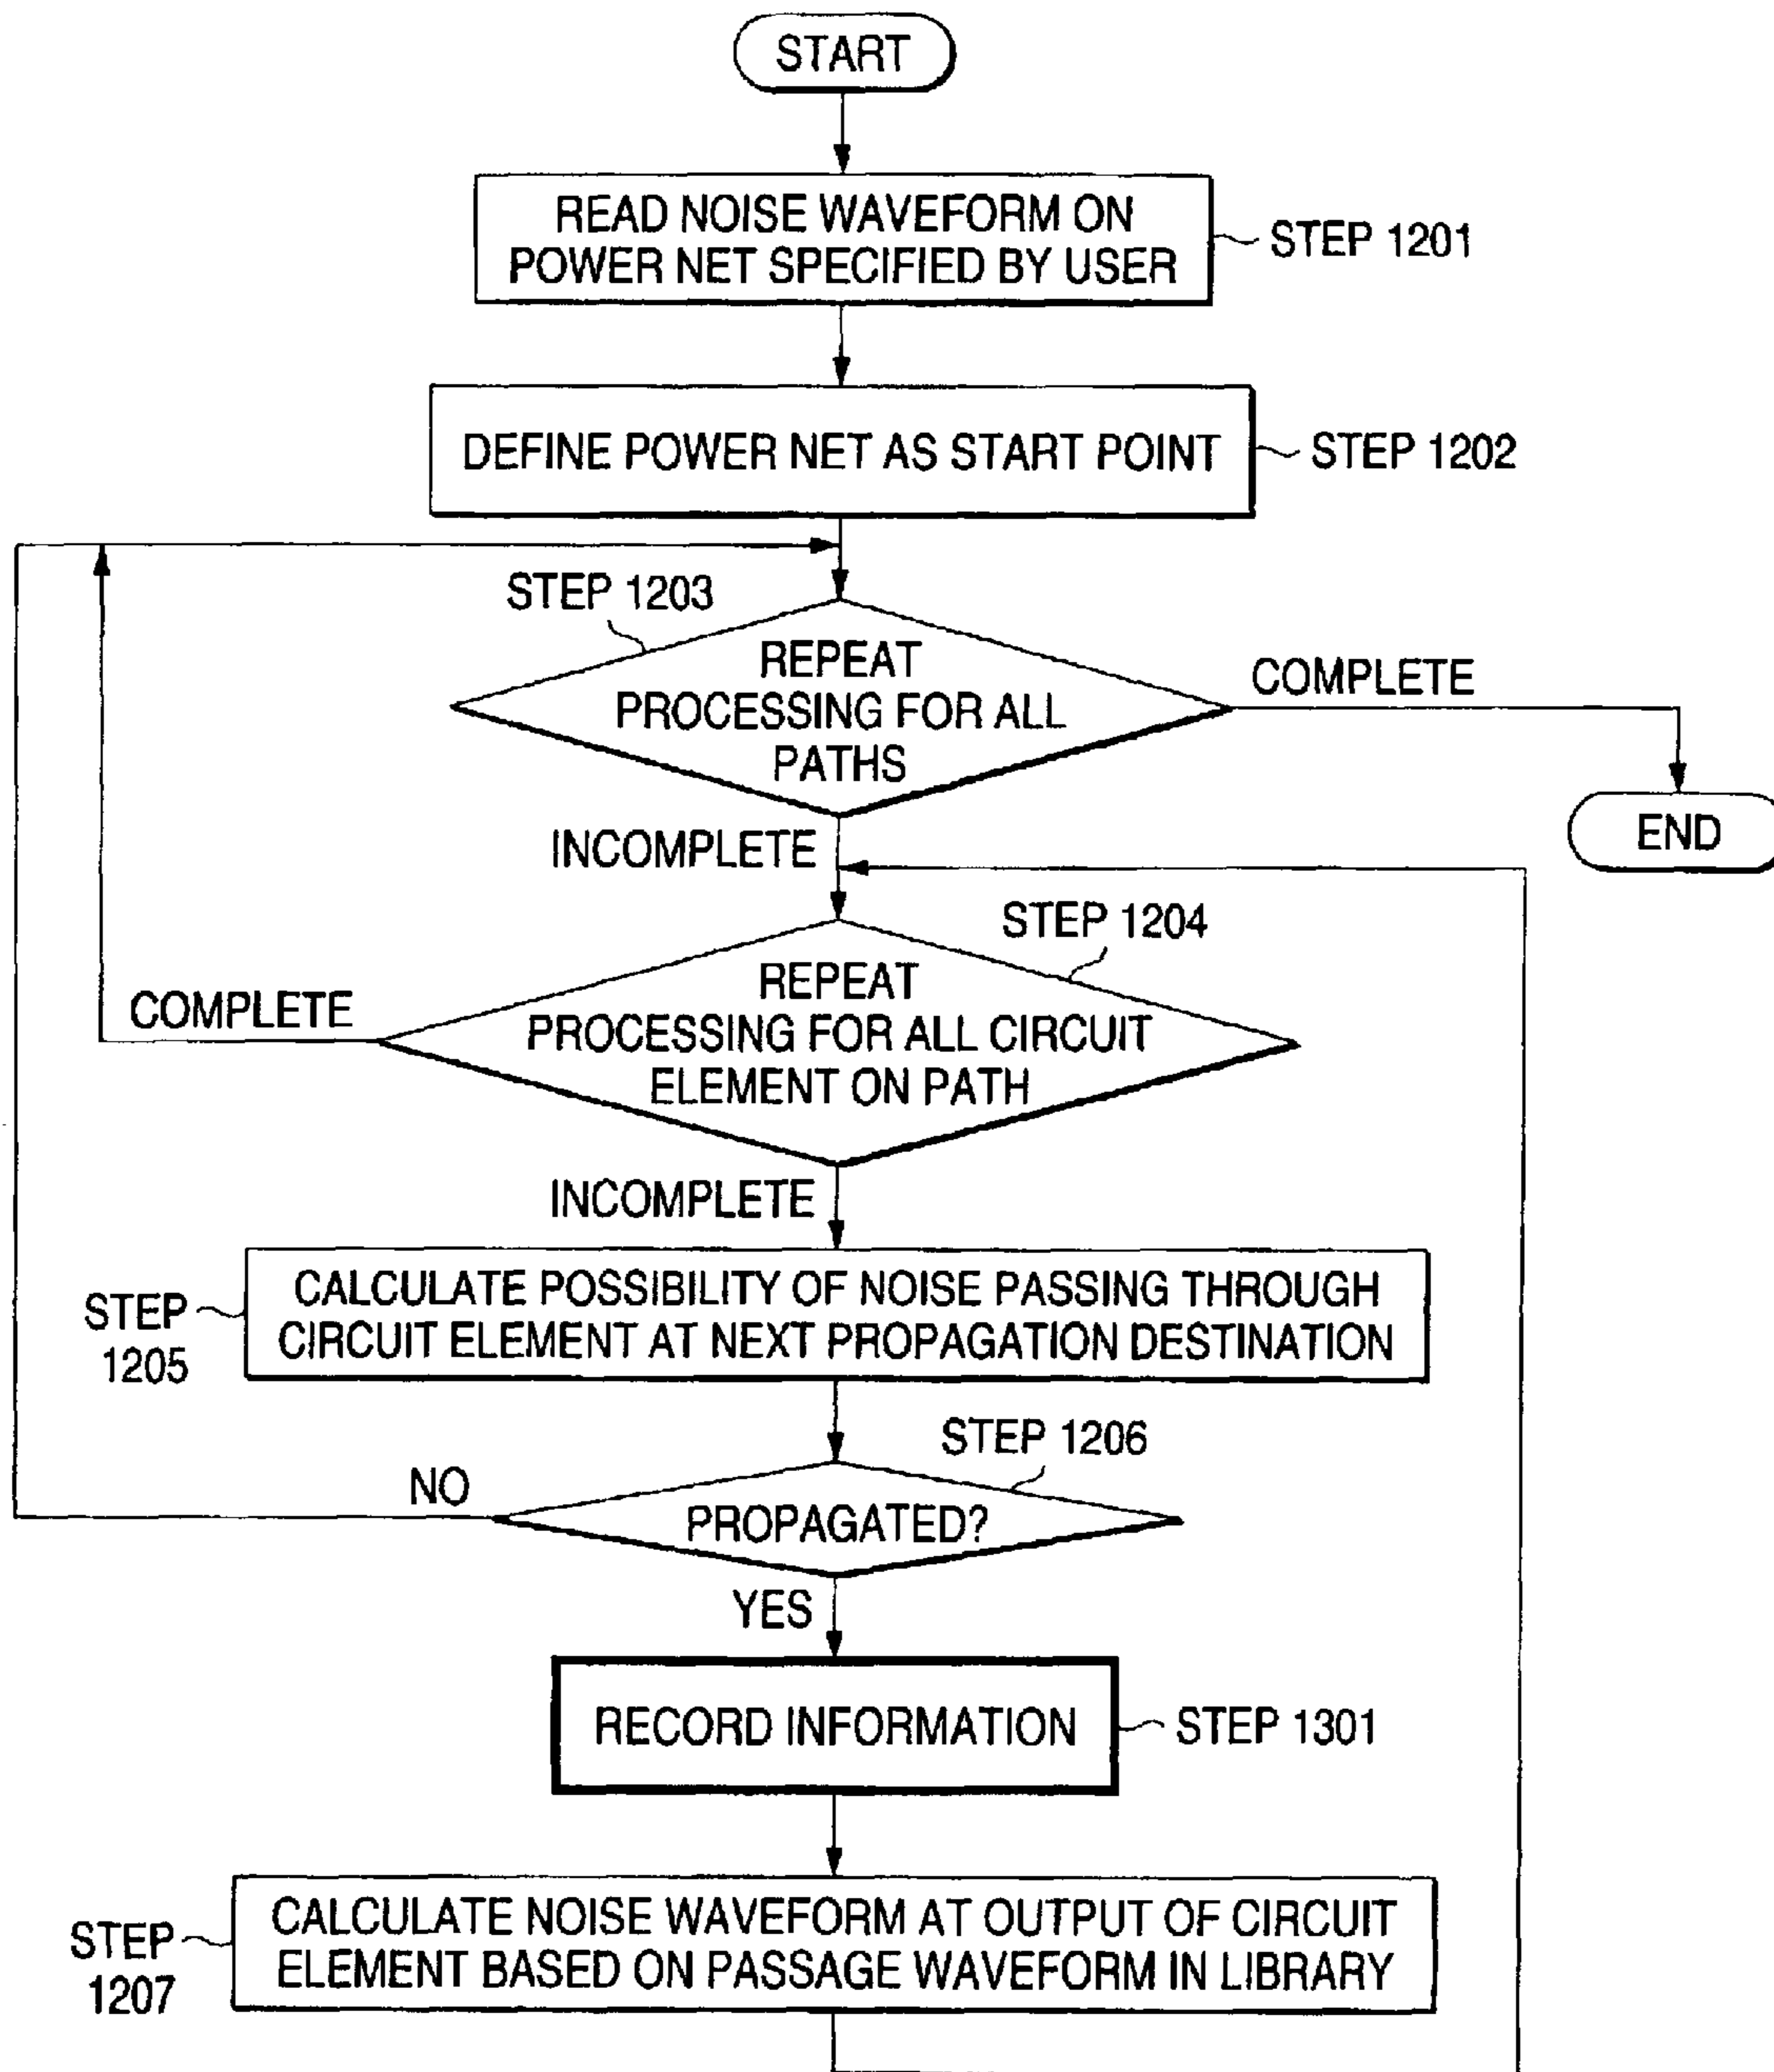 START
READ NOISE WAVEFORM ON
POWER NET SPECIFIED BY USER
STEP 1201
DEFINE POWER NET AS START POINT
STEP 1202
STEP 1203
REPEAT
PROCESSING FOR ALL
PATHS
COMPLETE
END
INCOMPLETE
STEP 1204
REPEAT
PROCESSING FOR ALL CIRCUIT
ELEMENT ON PATH
COMPLETE
INCOMPLETE
STEP
1205
CALCULATE POSSIBILITY OF NOISE PASSING THROUGH
CIRCUIT ELEMENT AT NEXT PROPAGATION DESTINATION
STEP 1206
NO
PROPAGATED?
YES
RECORD INFORMATION
STEP 1301
STEP
1207
CALCULATE NOISE WAVEFORM AT OUTPUT OF CIRCUIT
ELEMENT BASED ON PASSAGE WAVEFORM IN LIBRARY